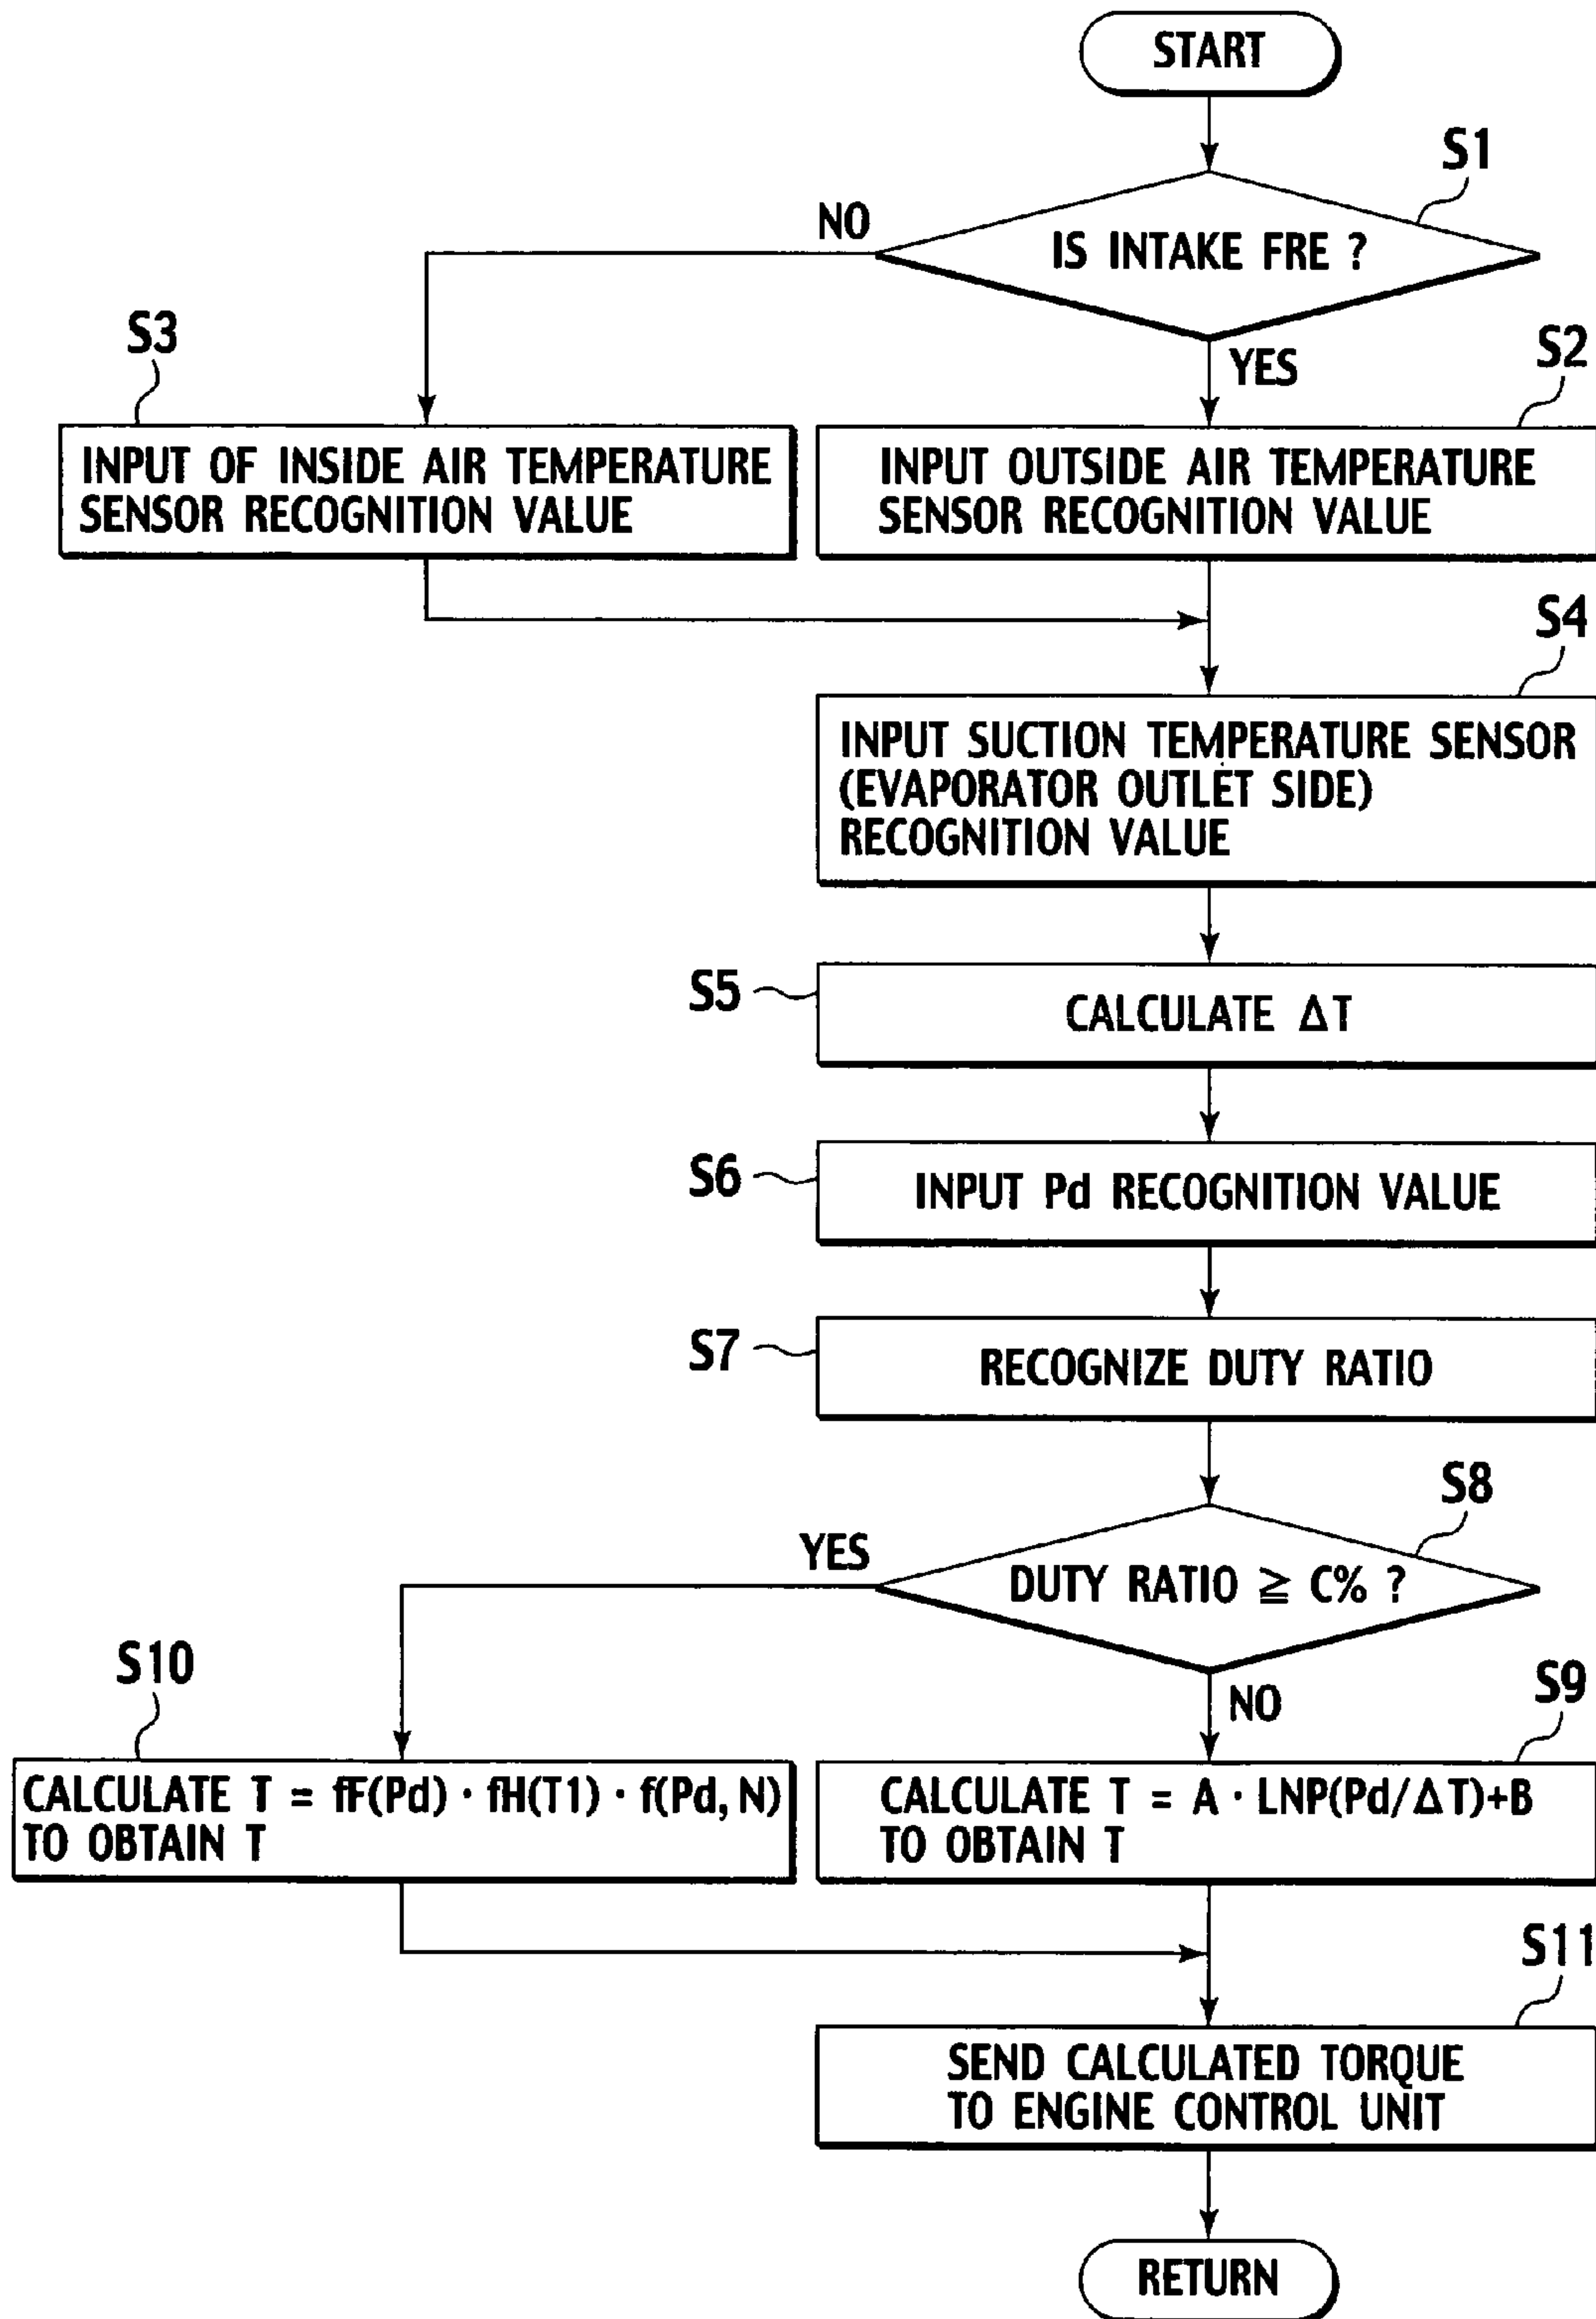 START
S1
IS INTAKE FRE ?
NO
YES
S3
INPUT OF INSIDE AIR TEMPERATURE
SENSOR RECOGNITION VALUE
S2
INPUT OUTSIDE AIR TEMPERATURE
SENSOR RECOGNITION VALUE
S4
INPUT SUCTION TEMPERATURE SENSOR
(EVAPORATOR OUTLET SIDE)
RECOGNITION VALUE
S5
CALCULATE ΔT
S6
INPUT Pd RECOGNITION VALUE
S7
RECOGNIZE DUTY RATIO
S8
DUTY RATIO ≧ C% ?
YES
NO
S10
CALCULATE T = fF(Pd) · fH(T1) · f(Pd, N)
TO OBTAIN T
S9
CALCULATE T = A · LNP(Pd/ΔT)+B
TO OBTAIN T
S11
SEND CALCULATED TORQUE
TO ENGINE CONTROL UNIT
RETURN